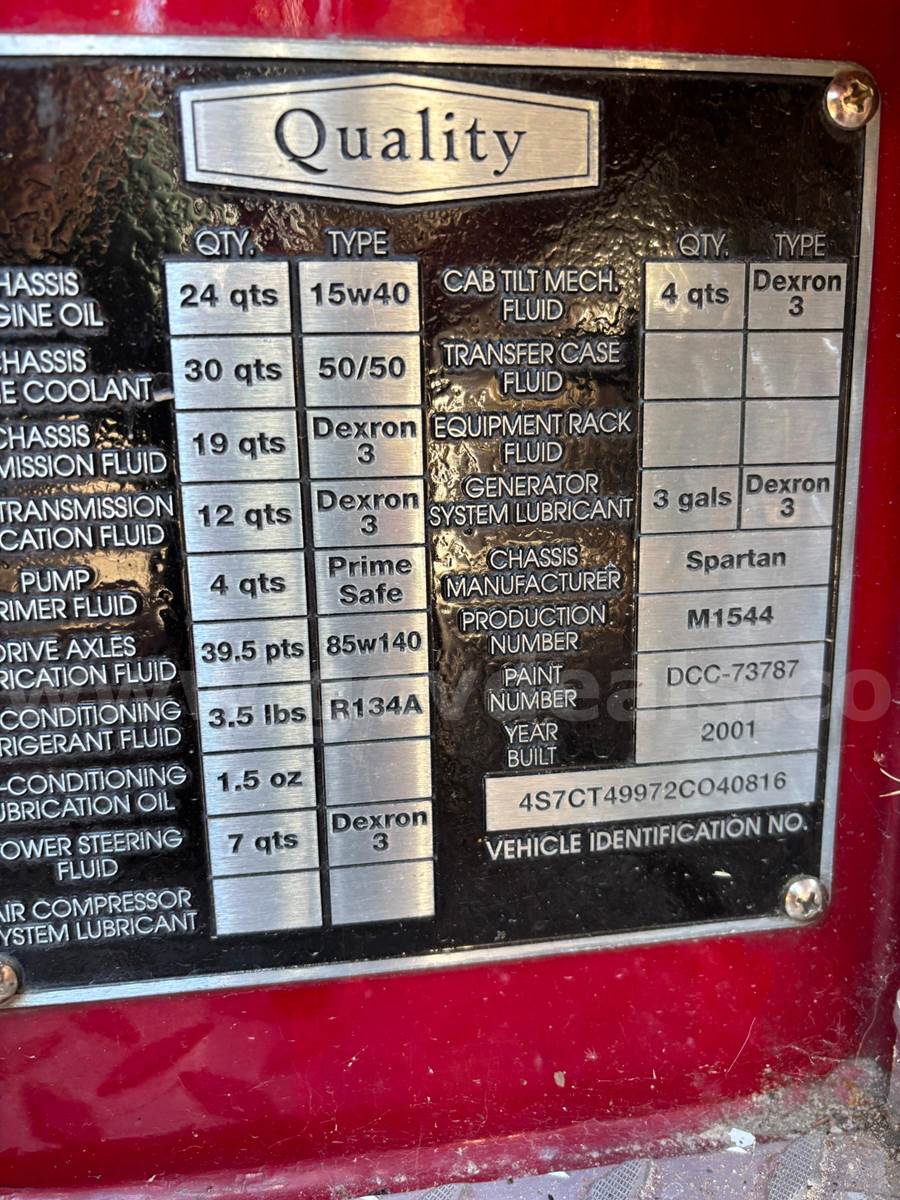 Quality
QTY. TYPE
HASSIS
GINE OIL
24 qts 15w40
CHASSIS
E COOLANT
30 qts 50/50
CHASSIS
MISSION FLUID
19 qts Dexron
3
TRANSMISSION
CATION FLUID
12 qts Dexron
3
PUMP
RIMER FLUID
4 qts Prime
Safe
DRIVE AXLES
RICATION FLUID
39.5 pts 85w140
CONDITIONING
RIGERANT FLUID
3.5 lbs R134A
-CONDITIONING
UBRICATION OIL
1.5 oz
OWER STEERING
FLUID
7 qts Dexron
3
AIR COMPRESSOR
YSTEM LUBRICANT
QTY. TYPE
CAB TILT MECH.
FLUID
4 qts Dexron
3
TRANSFER CASE
FLUID
EQUIPMENT RACK
FLUID
GENERATOR
SYSTEM LUBRICANT
3 gals Dexron
3
CHASSIS
MANUFACTURER
Spartan
PRODUCTION
NUMBER
M1544
PAINT
NUMBER
DCC-73787
YEAR
BUILT
2001
4S7CT49972CO40816
VEHICLE IDENTIFICATION NO.